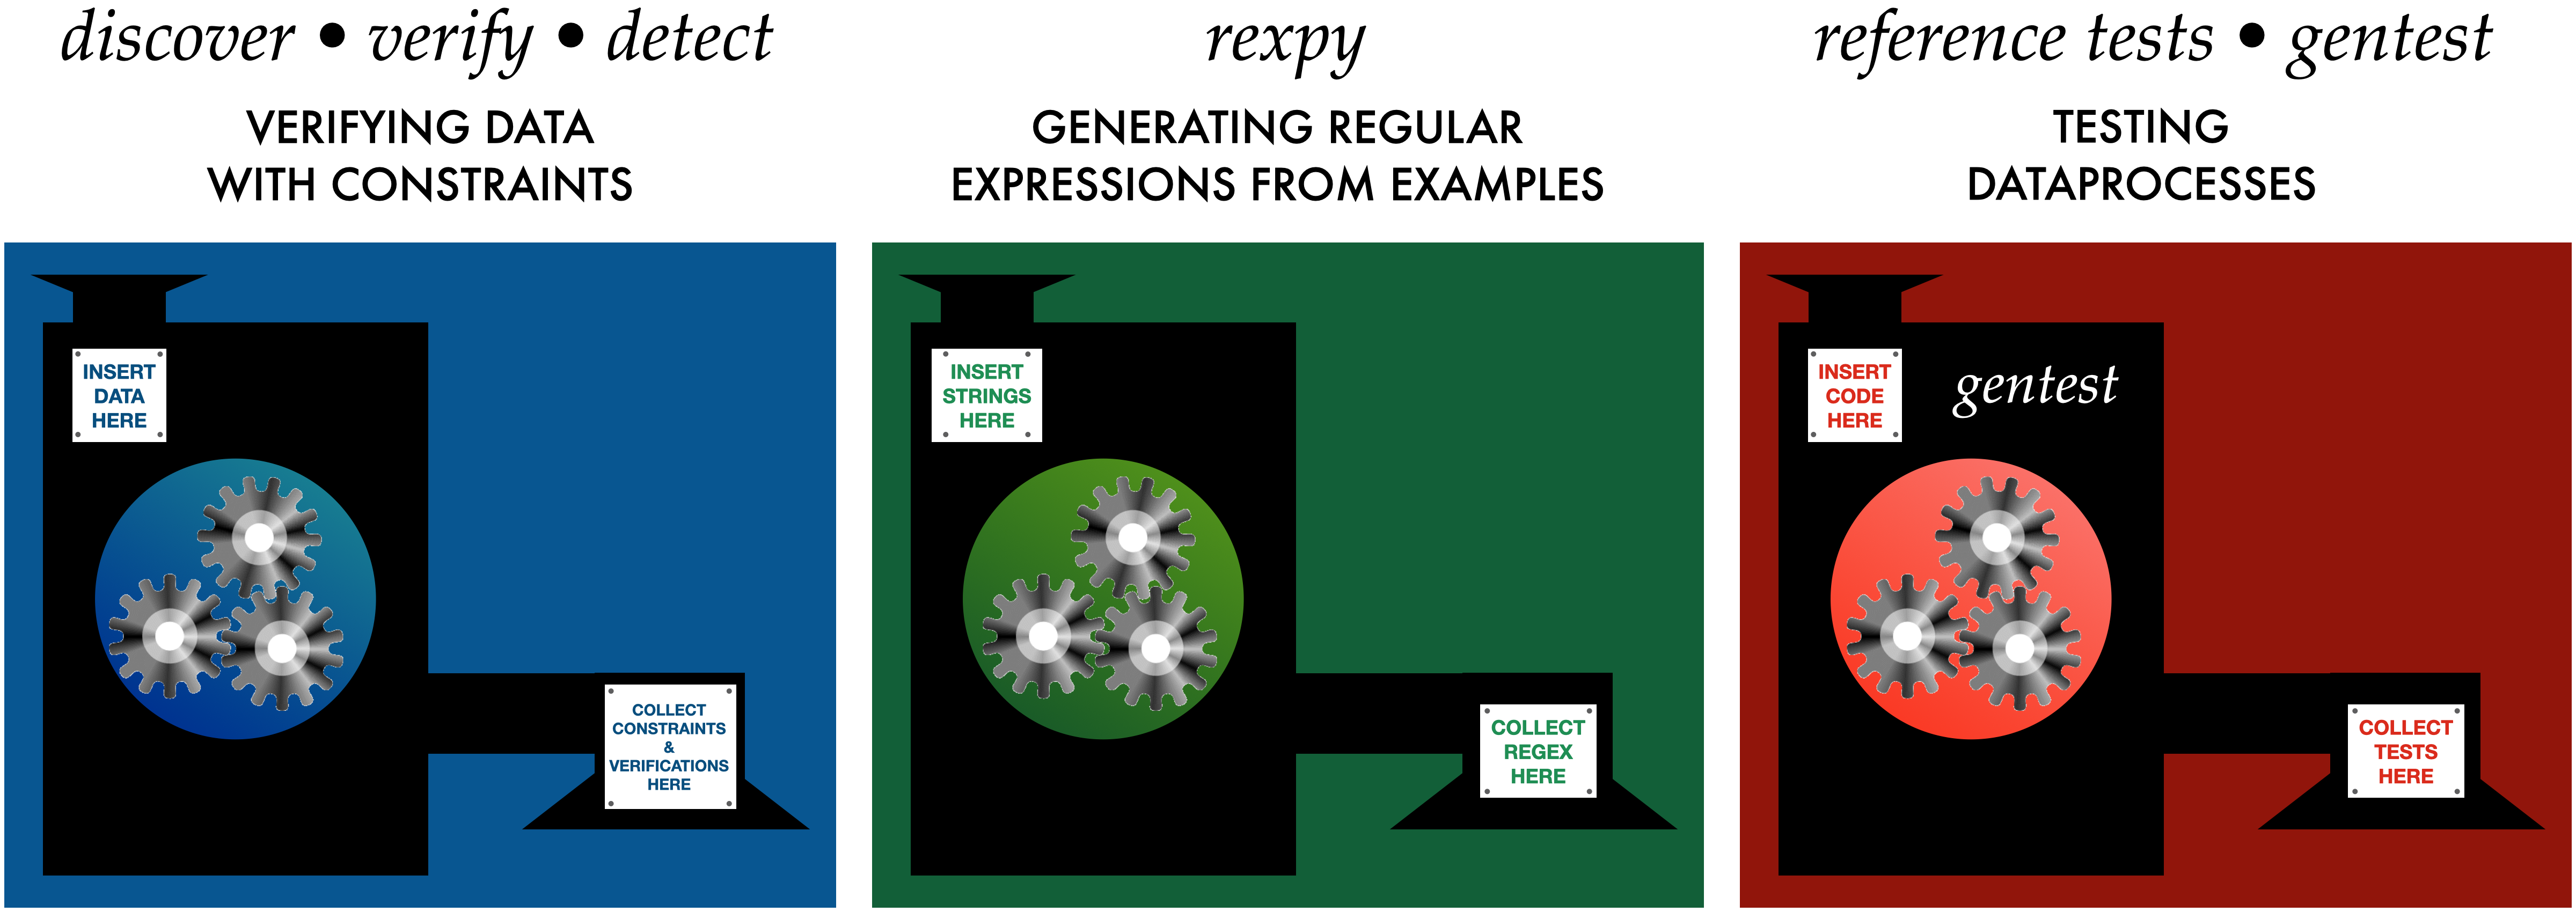 discover • verify • detect
VERIFYING DATA
WITH CONSTRAINTS
INSERT
DATA
HERE
COLLECT
CONSTRAINTS
&
VERIFICATIONS
HERE
rexpy
GENERATING REGULAR
EXPRESSIONS FROM EXAMPLES
INSERT
STRINGS
HERE
COLLECT
REGEX
HERE
reference tests • gentest
TESTING
DATAPROCESSES
INSERT
CODE
HERE
gentest
COLLECT
TESTS
HERE